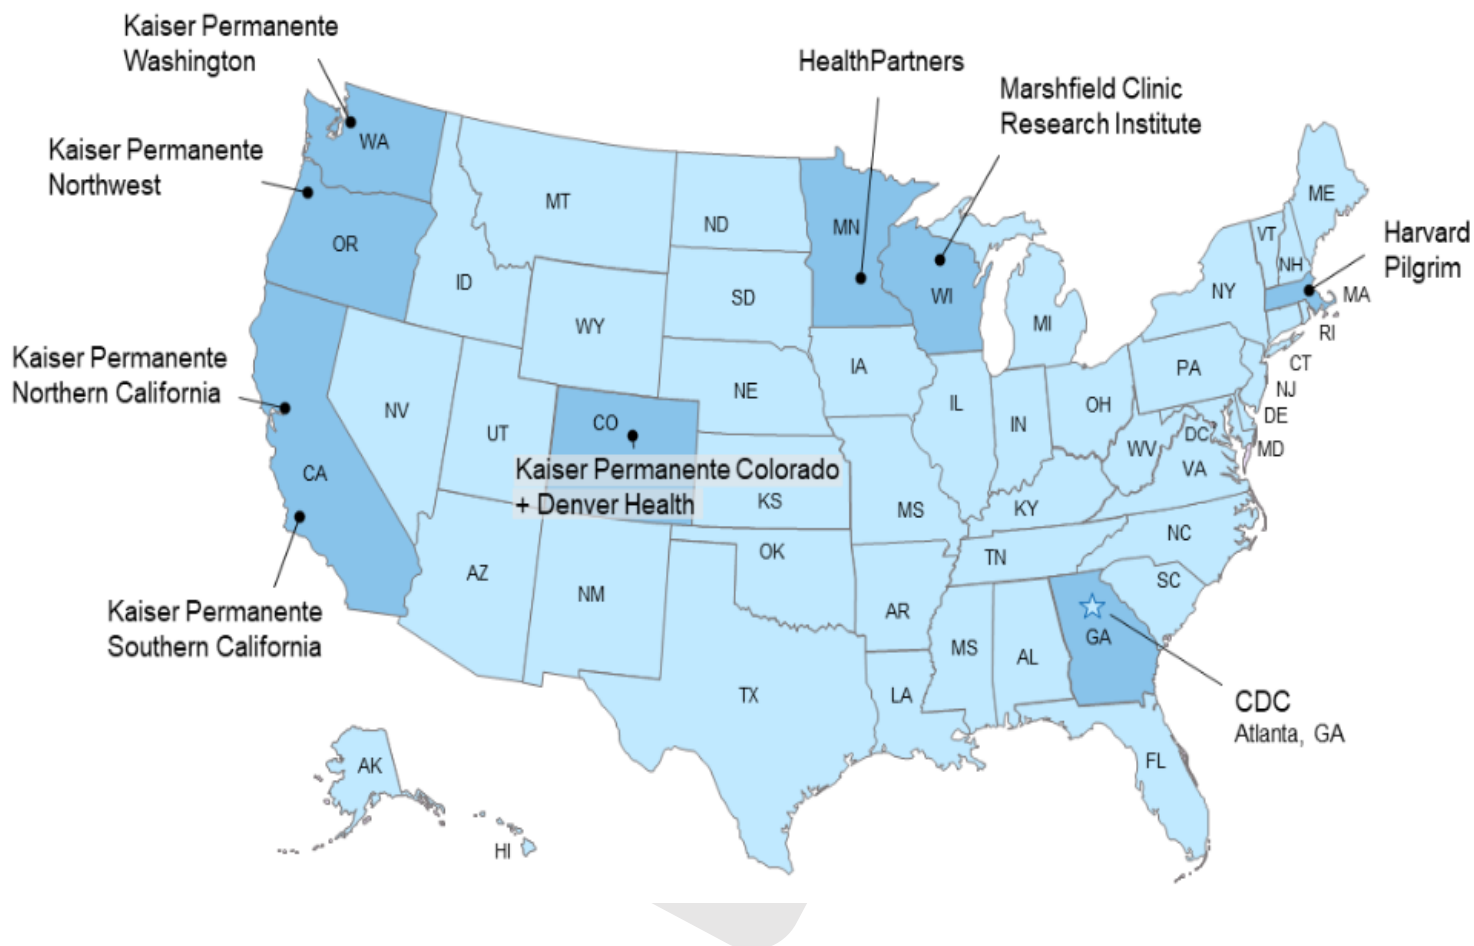 Kaiser Permanente
Washington
HealthPartners
Marshfield Clinic
Research Institute
Kaiser Permanente
Northwest
Harvard
Pilgrim
Kaiser Permanente
Northern California
Kaiser Permanente Colorado
+ Denver Health
Kaiser Permanente
Southern California
CDC
Atlanta, GA
WA
OR
CA
ID
NV
MT
WY
UT
CO
AZ
NM
ND
SD
NE
KS
OK
TX
MN
IA
MS
AR
LA
WI
IL
MI
IN
OH
KY
TN
MS
AL
GA
FL
SC
NC
VA
WV
DC
MD
DE
NJ
PA
NY
CT
RI
MA
VT
NH
ME
AK
HI